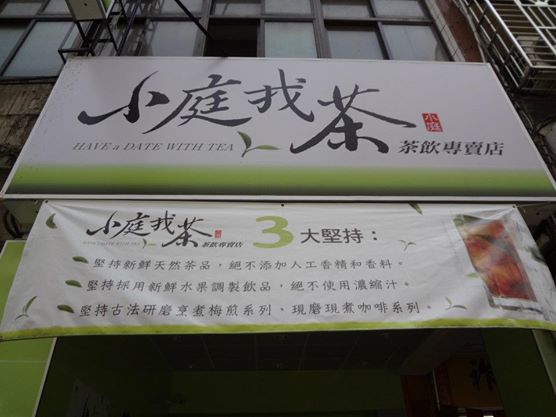 小庭找茶
小庭
HAVE a DATE WITH TEA
茶飲專賣店
小庭找茶
HAVE a DATE WITH TEA
茶飲專賣店
3大堅持：
堅持新鮮天然茶品，絕不添加人工香精和香料。
堅持採用新鮮水果調製飲品，絕不使用濃縮汁。
堅持古法研磨烹煮梅煎系列、現磨現煮咖啡系列。